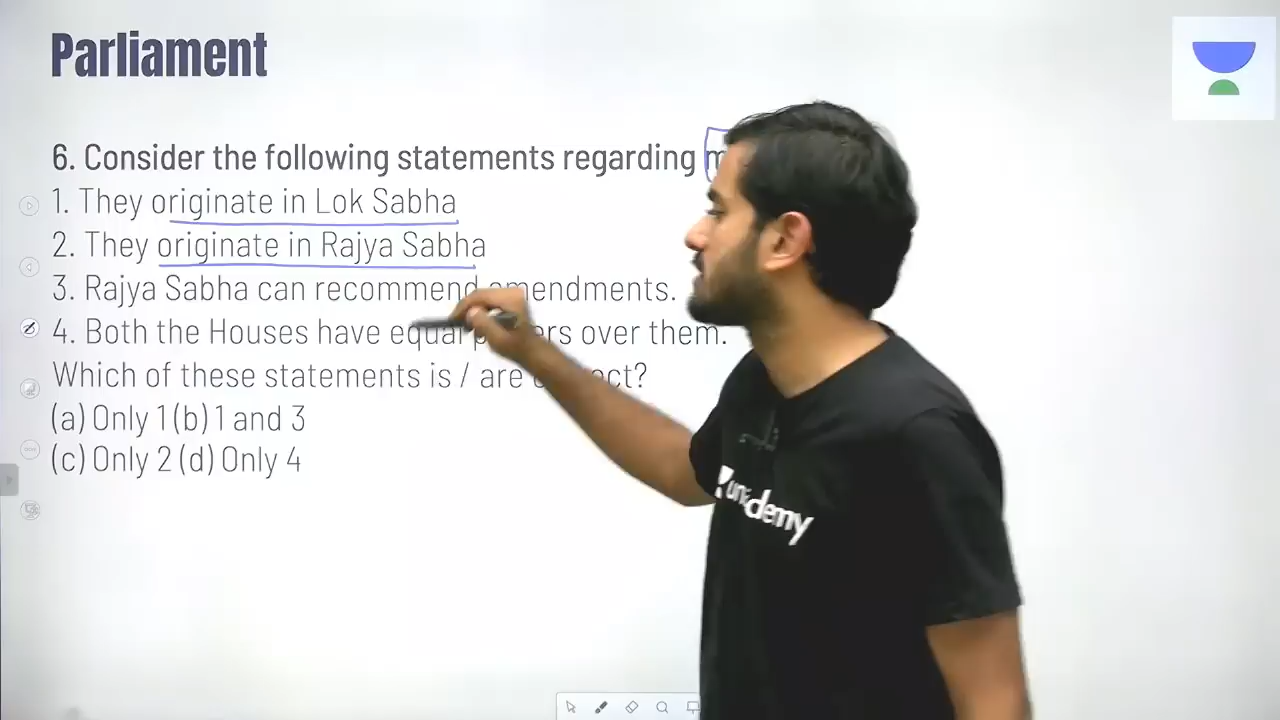 Parliament
6. Consider the following statements regarding
1. They originate in Lok Sabha
2. They originate in Rajya Sabha
3. Rajya Sabha can recommend amendments.
4. Both the Houses have equal over them.
Which of these statements is / are correct?
(a) Only 1 (b) 1 and 3
(c) Only 2 (d) Only 4
unacademy